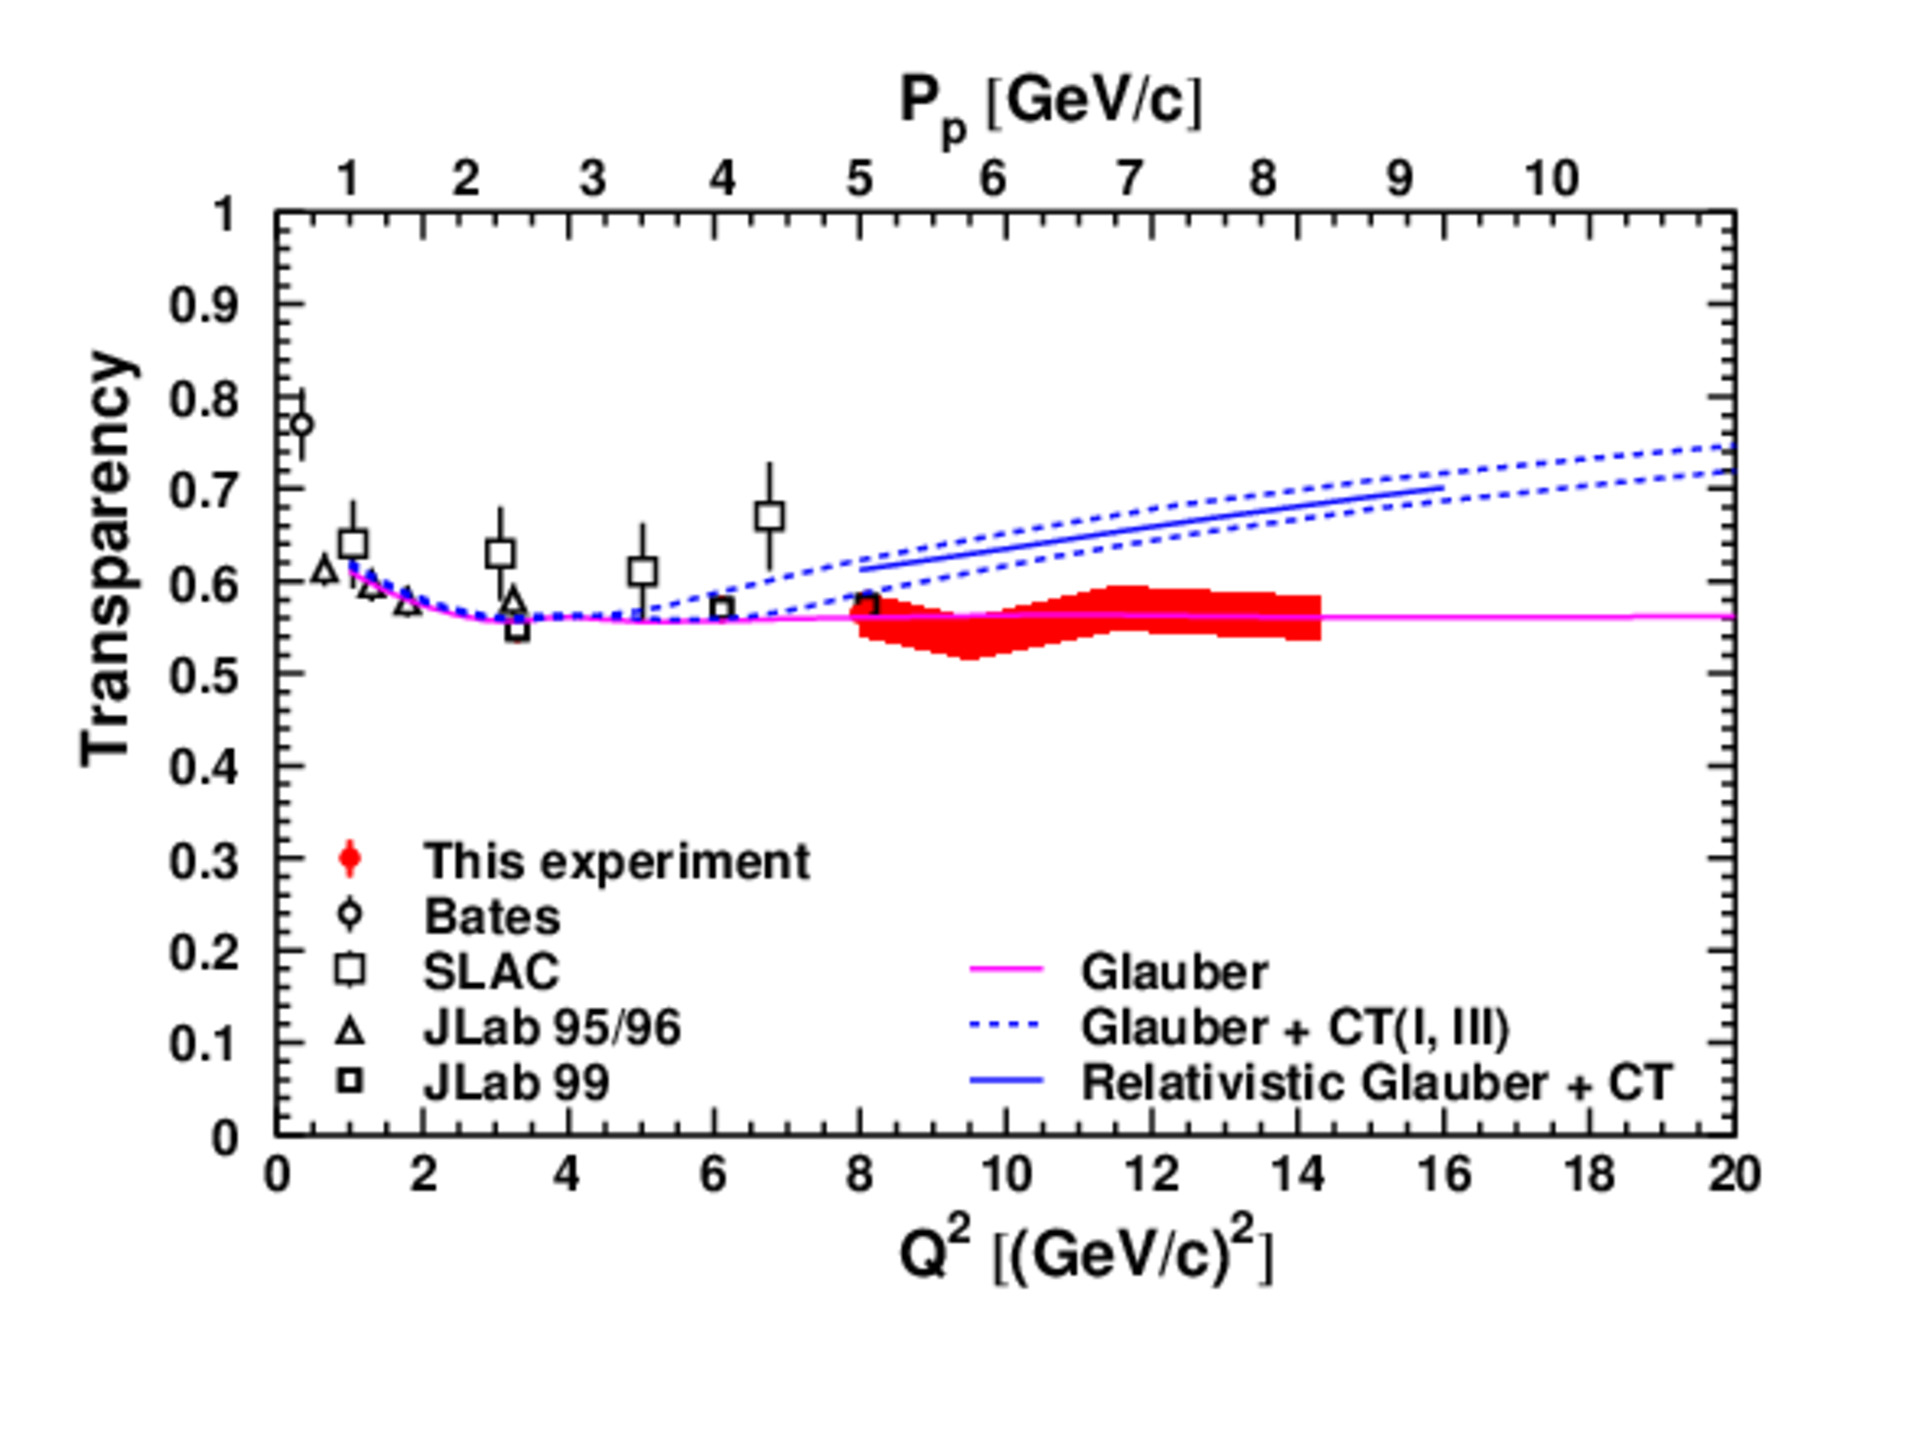 P_p [GeV/c]
1 2 3 4 5 6 7 8 9 10
1
0.9
0.8
0.7
0.6
0.5
0.4
0.3
0.2
0.1
0
Transparency
This experiment
Bates
SLAC
JLab 95/96
JLab 99
Glauber
Glauber + CT(I, III)
Relativistic Glauber + CT
0 2 4 6 8 10 12 14 16 18 20
Q² [(GeV/c)²]